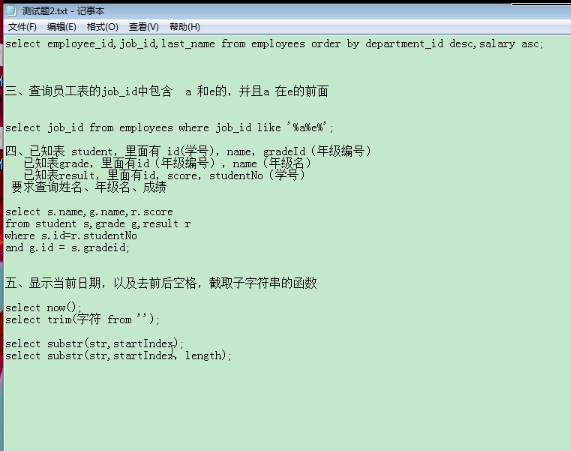 测试题2.txt - 记事本
文件(F) 编辑(E) 格式(O) 查看(V) 帮助(H)
select employee_id,job_id,last_name from employees order by department_id desc,salary asc;
三、查询员工表的job_id中包含 a 和e的，并且a 在e的前面
select job_id from employees where job_id like '%a%e%';
四、已知表 student，里面有 id(学号)，name，gradeId（年级编号）
已知表grade，里面有id（年级编号），name（年级名）
已知表result，里面有id，score，studentNo（学号）
要求查询姓名、年级名、成绩
select s.name,g.name,r.score
from student s,grade g,result r
where s.id=r.studentNo
and g.id = s.gradeid;
五、显示当前日期，以及去前后空格，截取子字符串的函数
select now();
select trim(字符 from '');
select substr(str,startIndex);
select substr(str,startIndex, length);